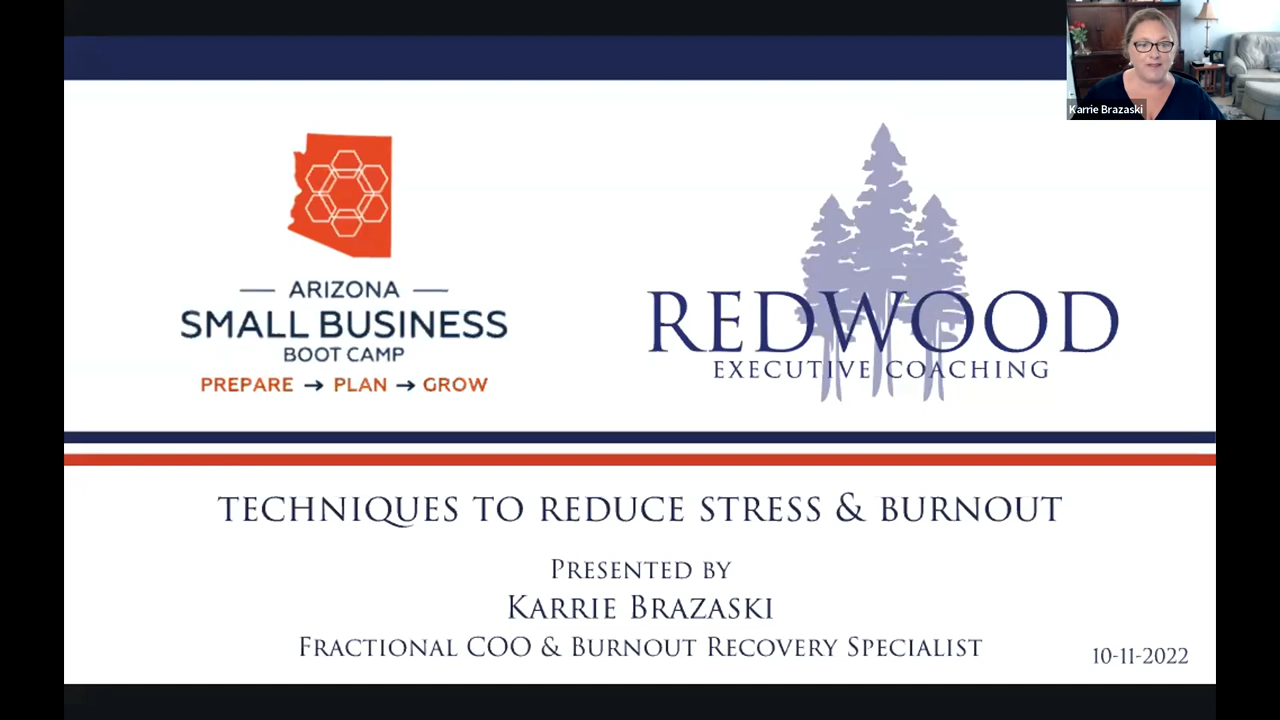 Karrie Brazaski
ARIZONA
SMALL BUSINESS
BOOT CAMP
PREPARE → PLAN → GROW
REDWOOD
EXECUTIVE COACHING
TECHNIQUES TO REDUCE STRESS & BURNOUT
PRESENTED BY
KARRIE BRAZASKI
FRACTIONAL COO & BURNOUT RECOVERY SPECIALIST
10-11-2022